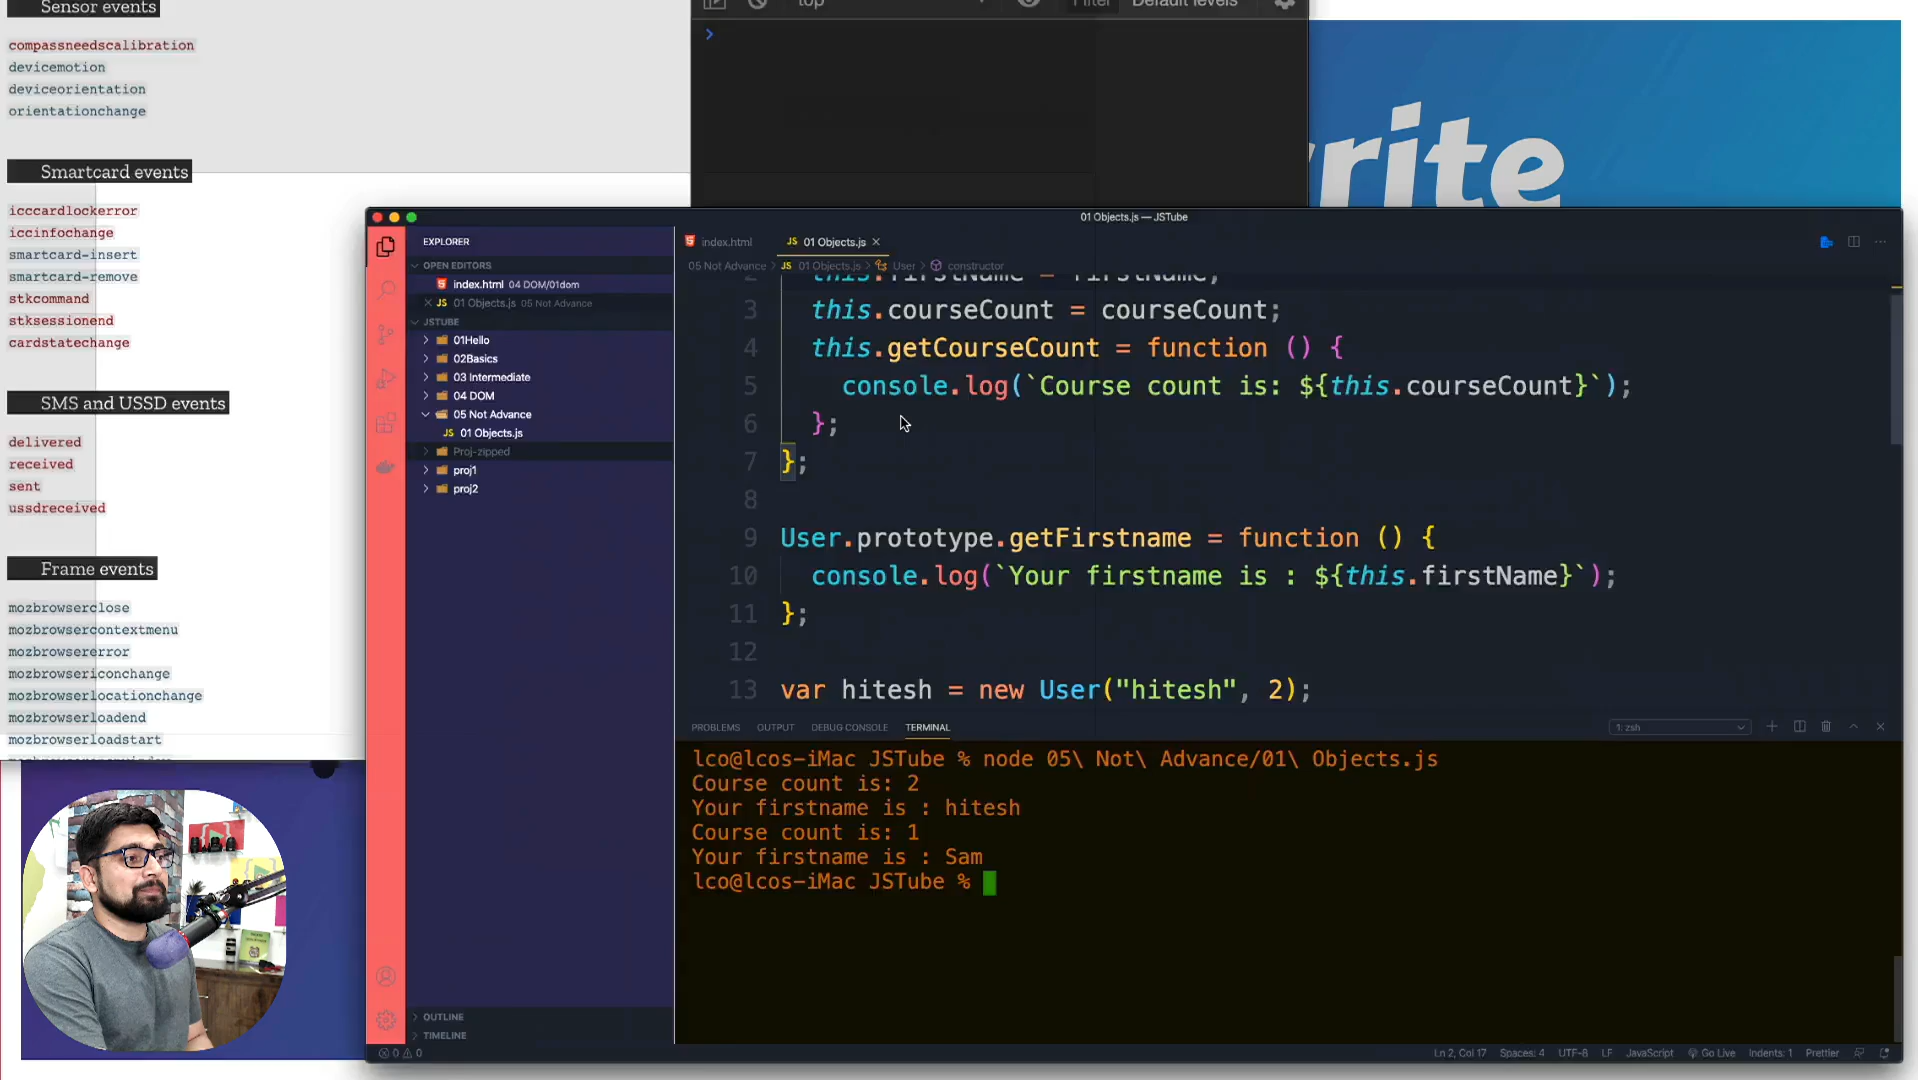 Sensor events
compassneedscalibration
devicemotion
deviceorientation
orientationchange
Smartcard events
icccardlockerror
iccinfochange
smartcard-insert
smartcard-remove
stkcommand
stksessionend
cardstatechange
SMS and USSD events
delivered
received
sent
ussdreceived
Frame events
mozbrowserclose
mozbrowsercontextmenu
mozbrowsererror
mozbrowsericonchange
mozbrowserlocationchange
mozbrowserloadend
mozbrowserloadstart
top
Filter
Default levels
>
rite
01 Objects.js — JSTube
EXPLORER
OPEN EDITORS
index.html 04 DOM/01dom
01 Objects.js 05 Not Advance
JSTUBE
01Hello
02Basics
03 Intermediate
04 DOM
05 Not Advance
JS 01 Objects.js
Proj-zipped
proj1
proj2
OUTLINE
TIMELINE
index.html
JS 01 Objects.js
05 Not Advance > JS 01 Objects.js > User > constructor
2 this.firstName = firstName;
3 this.courseCount = courseCount;
4 this.getCourseCount = function () {
5 console.log(`Course count is: ${this.courseCount}`);
6 };
7 };
8
9 User.prototype.getFirstname = function () {
10 console.log(`Your firstname is : ${this.firstName}`);
11 };
12
13 var hitesh = new User("hitesh", 2);
PROBLEMS OUTPUT DEBUG CONSOLE TERMINAL
1: zsh
lco@lcos-iMac JSTube % node 05\ Not\ Advance/01\ Objects.js
Course count is: 2
Your firstname is : hitesh
Course count is: 1
Your firstname is : Sam
lco@lcos-iMac JSTube %
0 0
Ln 2, Col 17 Spaces: 4 UTF-8 LF JavaScript Go Live Indents: 1 Prettier